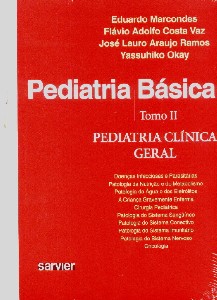 Eduardo Marcondes
Flávio Adolfo Costa Vaz
José Lauro Araujo Ramos
Yassuhiko Okay
Pediatria Básica
Tomo II
PEDIATRIA CLÍNICA
GERAL
Doenças Infecciosas e Parasitárias
Patologia da Nutrição e do Metabolismo
Patologia da Água e dos Eletrólitos
A Criança Gravemente Enferma
Cirurgia Pediátrica
Patologia do Sistema Sangüíneo
Patologia do Sistema Conectivo
Patologia do Sistema Imunitário
Patologia do Sistema Nervoso
Oncologia
sarvier